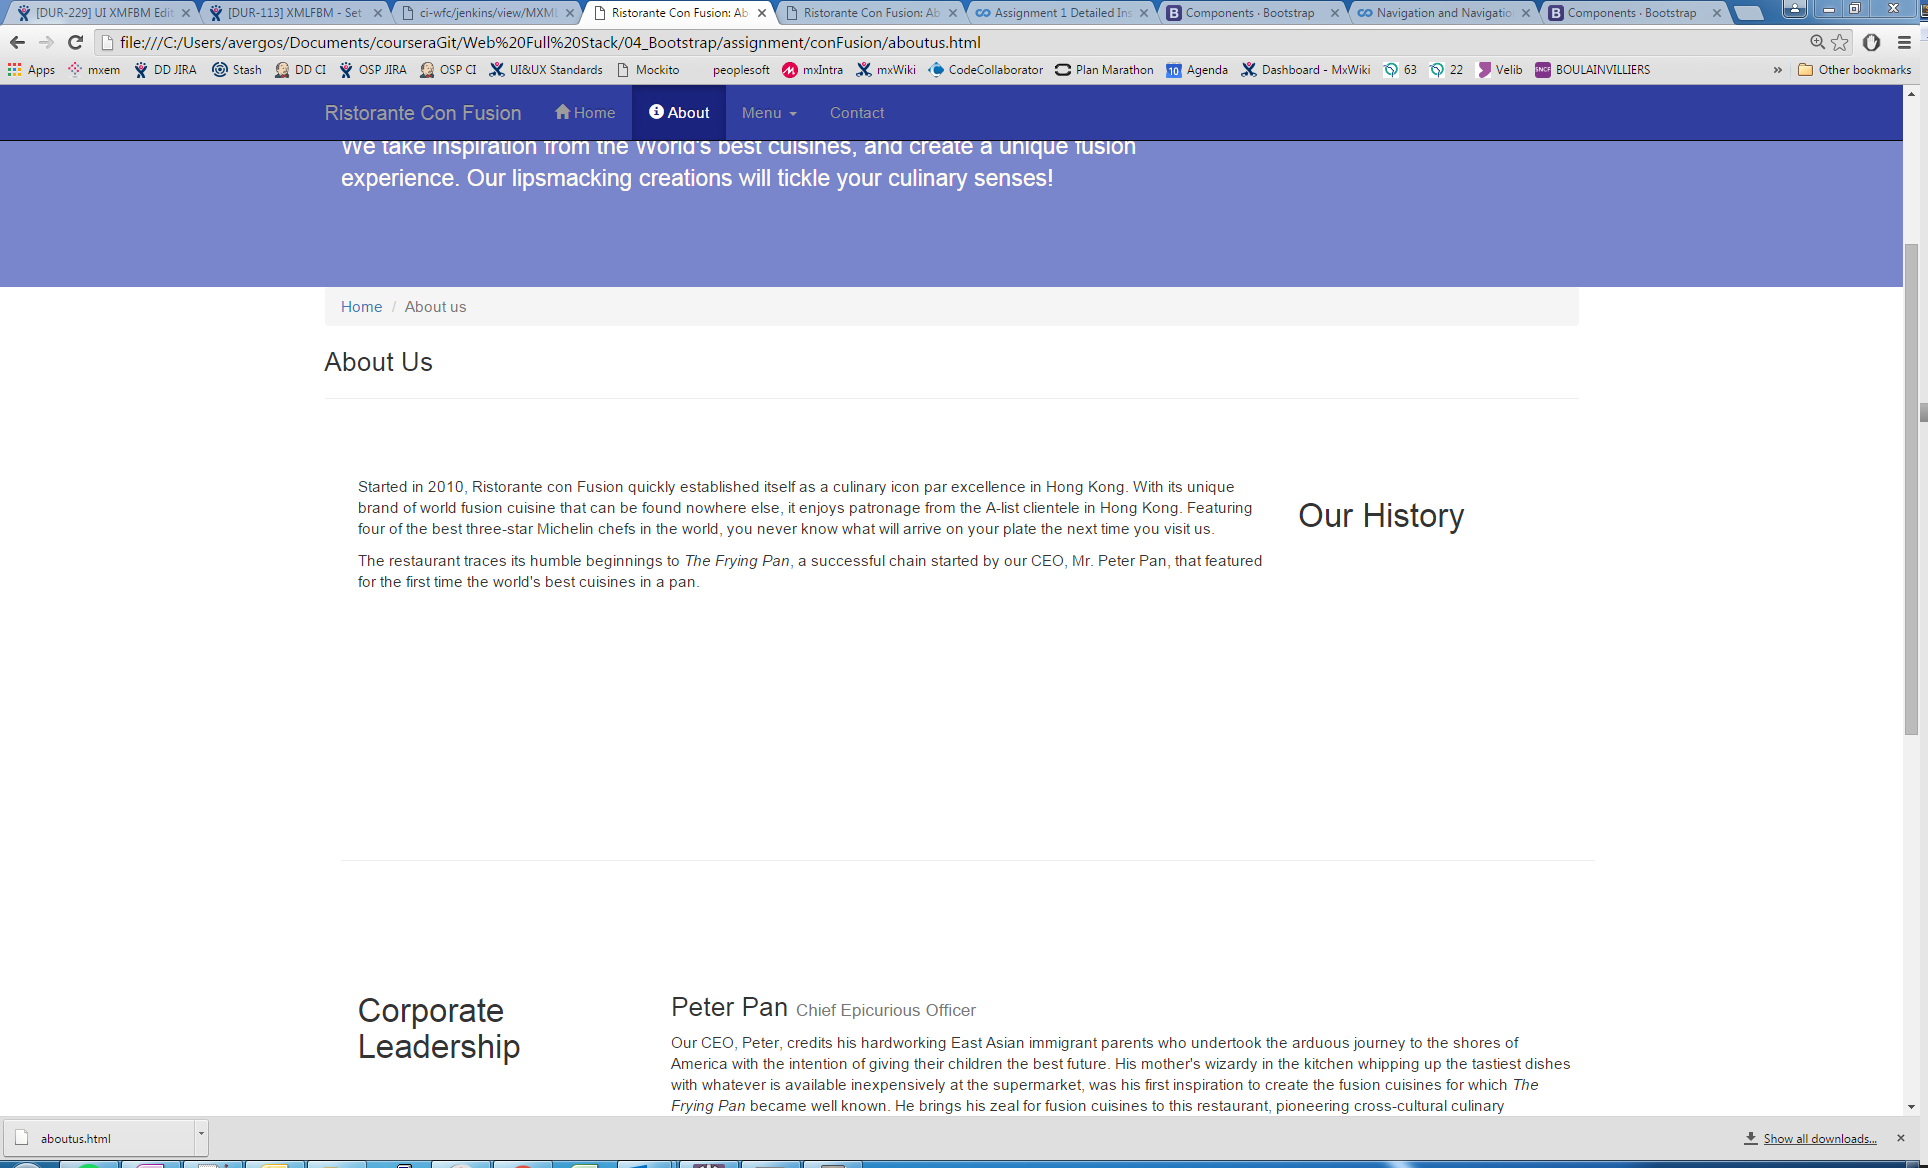 [DUR-229] UI XMFBM Edit
[DUR-113] XMLFBM - Set
ci-wfc/jenkins/view/MXML
Ristorante Con Fusion: Ab
Ristorante Con Fusion: Ab
Assignment 1 Detailed Ins
Components · Bootstrap
Navigation and Navigatio
Components · Bootstrap
file:///C:/Users/avergos/Documents/courseraGit/Web%20Full%20Stack/04_Bootstrap/assignment/conFusion/aboutus.html
Apps mxem DD JIRA Stash DD CI OSP JIRA OSP CI UI&UX Standards Mockito peoplesoft mxIntra mxWiki CodeCollaborator Plan Marathon 10 Agenda Dashboard - MxWiki 63 22 Velib SNCF BOULAINVILLIERS » Other bookmarks
Ristorante Con Fusion Home About Menu Contact
We take inspiration from the World's best cuisines, and create a unique fusion
experience. Our lipsmacking creations will tickle your culinary senses!
Home / About us
About Us
Started in 2010, Ristorante con Fusion quickly established itself as a culinary icon par excellence in Hong Kong. With its unique
brand of world fusion cuisine that can be found nowhere else, it enjoys patronage from the A-list clientele in Hong Kong. Featuring
four of the best three-star Michelin chefs in the world, you never know what will arrive on your plate the next time you visit us.
The restaurant traces its humble beginnings to The Frying Pan, a successful chain started by our CEO, Mr. Peter Pan, that featured
for the first time the world's best cuisines in a pan.
Our History
Corporate
Leadership
Peter Pan Chief Epicurious Officer
Our CEO, Peter, credits his hardworking East Asian immigrant parents who undertook the arduous journey to the shores of
America with the intention of giving their children the best future. His mother's wizardy in the kitchen whipping up the tastiest dishes
with whatever is available inexpensively at the supermarket, was his first inspiration to create the fusion cuisines for which The
Frying Pan became well known. He brings his zeal for fusion cuisines to this restaurant, pioneering cross-cultural culinary
aboutus.html
Show all downloads...